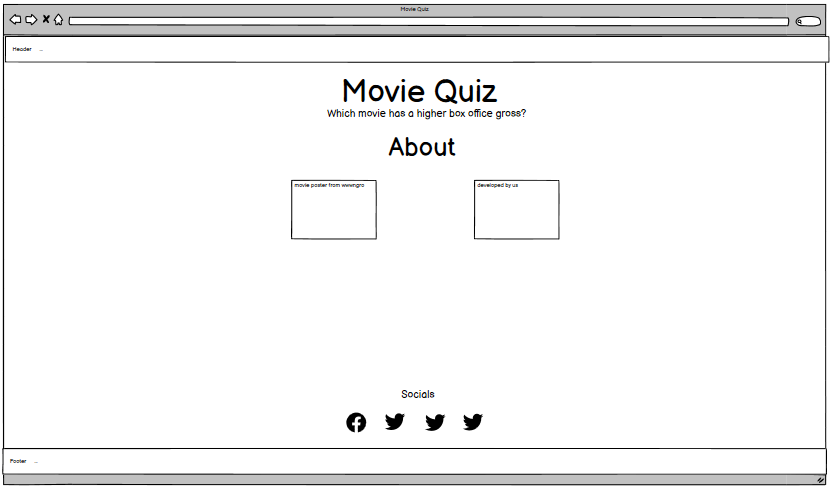 Movie Quiz
Header ...
Movie Quiz
Which movie has a higher box office gross?
About
movie poster from wwwngro
developed by us
Socials
Footer ...